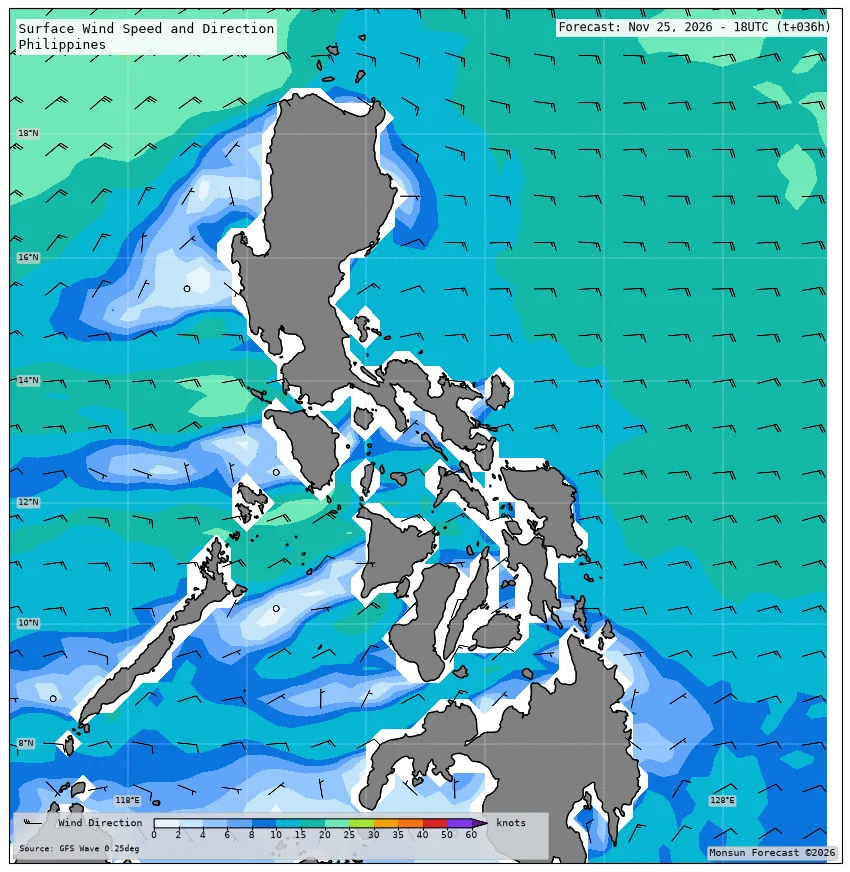 Surface Wind Speed and Direction
Philippines
Forecast: Nov 25, 2026 - 18UTC (t+036h)
18°N
16°N
14°N
12°N
10°N
8°N
118°E
128°E
Wind Direction
0 2 4 6 8 10 15 20 25 30 35 40 50 60
knots
Source: GFS Wave 0.25deg
Monsun Forecast ©2026